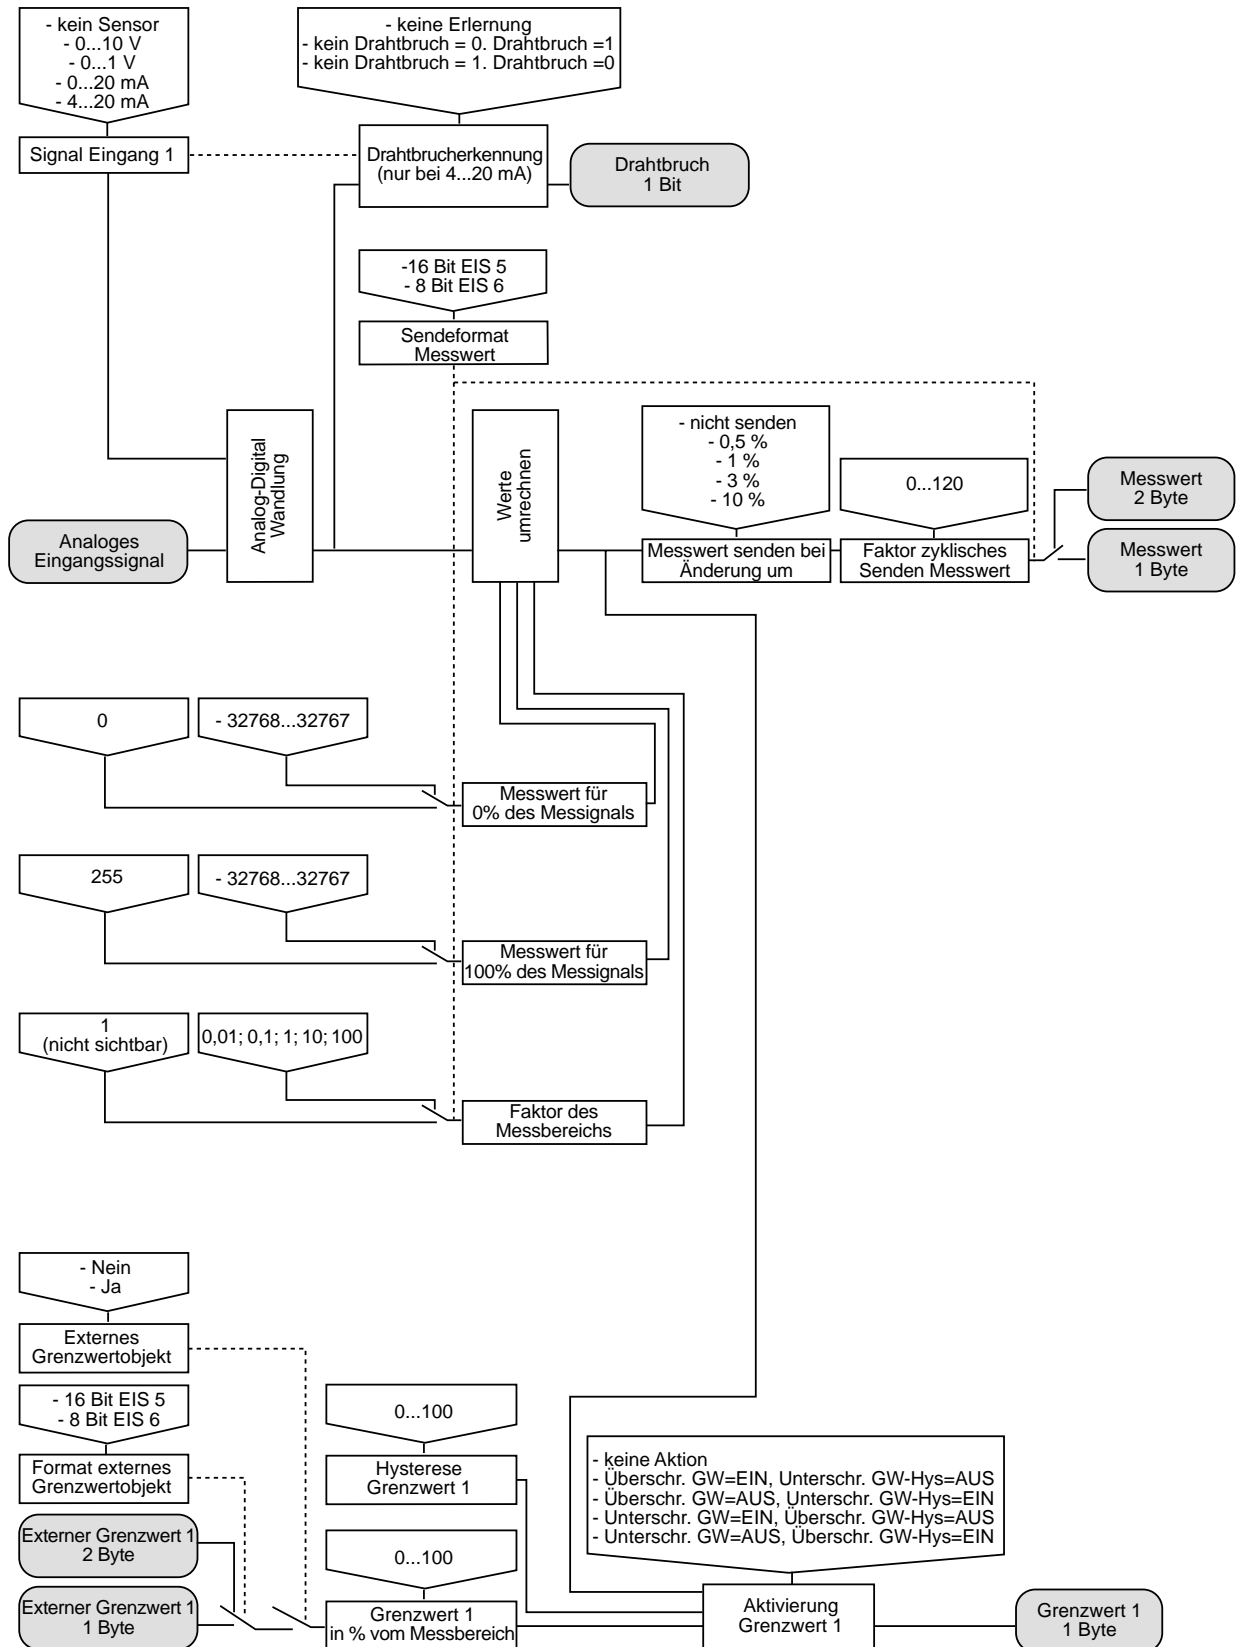 - kein Sensor
- 0...10 V
- 0...1 V
- 0...20 mA
- 4...20 mA
- keine Erlernung
- kein Drahtbruch = 0. Drahtbruch =1
- kein Drahtbruch = 1. Drahtbruch =0
Signal Eingang 1
Drahtbrucherkennung
(nur bei 4...20 mA)
Drahtbruch
1 Bit
-16 Bit EIS 5
- 8 Bit EIS 6
Sendeformat
Messwert
Analoges
Eingangssignal
Analog-Digital
Wandlung
Werte
umrechnen
- nicht senden
- 0,5 %
- 1 %
- 3 %
- 10 %
0...120
Messwert senden bei
Änderung um
Faktor zyklisches
Senden Messwert
Messwert
2 Byte
Messwert
1 Byte
0
- 32768...32767
Messwert für
0% des Messignals
255
- 32768...32767
Messwert für
100% des Messignals
1
(nicht sichtbar)
0,01; 0,1; 1; 10; 100
Faktor des
Messbereichs
- Nein
- Ja
Externes
Grenzwertobjekt
- 16 Bit EIS 5
- 8 Bit EIS 6
Format externes
Grenzwertobjekt
Externer Grenzwert 1
2 Byte
Externer Grenzwert 1
1 Byte
0...100
Hysterese
Grenzwert 1
0...100
Grenzwert 1
in % vom Messbereich
- keine Aktion
- Überschr. GW=EIN, Unterschr. GW-Hys=AUS
- Überschr. GW=AUS, Unterschr. GW-Hys=EIN
- Unterschr. GW=EIN, Überschr. GW-Hys=AUS
- Unterschr. GW=AUS, Überschr. GW-Hys=EIN
Aktivierung
Grenzwert 1
Grenzwert 1
1 Byte